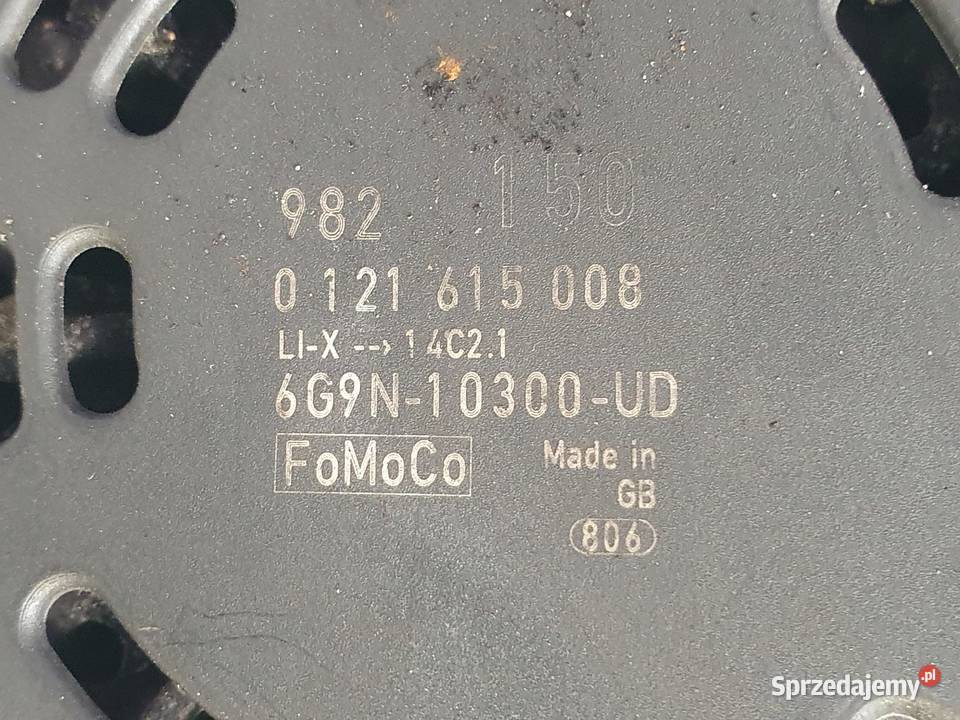 982 150
0 121 615 008
LI-X --> 14C2.1
6G9N-10300-UD
FoMoCo
Made in
GB
806
Sprzedajemy.pl